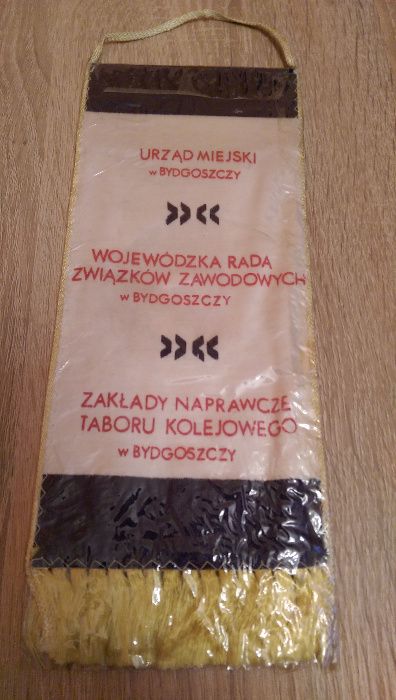 URZĄD MIEJSKI
w BYDGOSZCZY
WOJEWÓDZKA RADA
ZWIĄZKÓW ZAWODOWYCH
w BYDGOSZCZY
ZAKŁADY NAPRAWCZE
TABORU KOLEJOWEGO
w BYDGOSZCZY